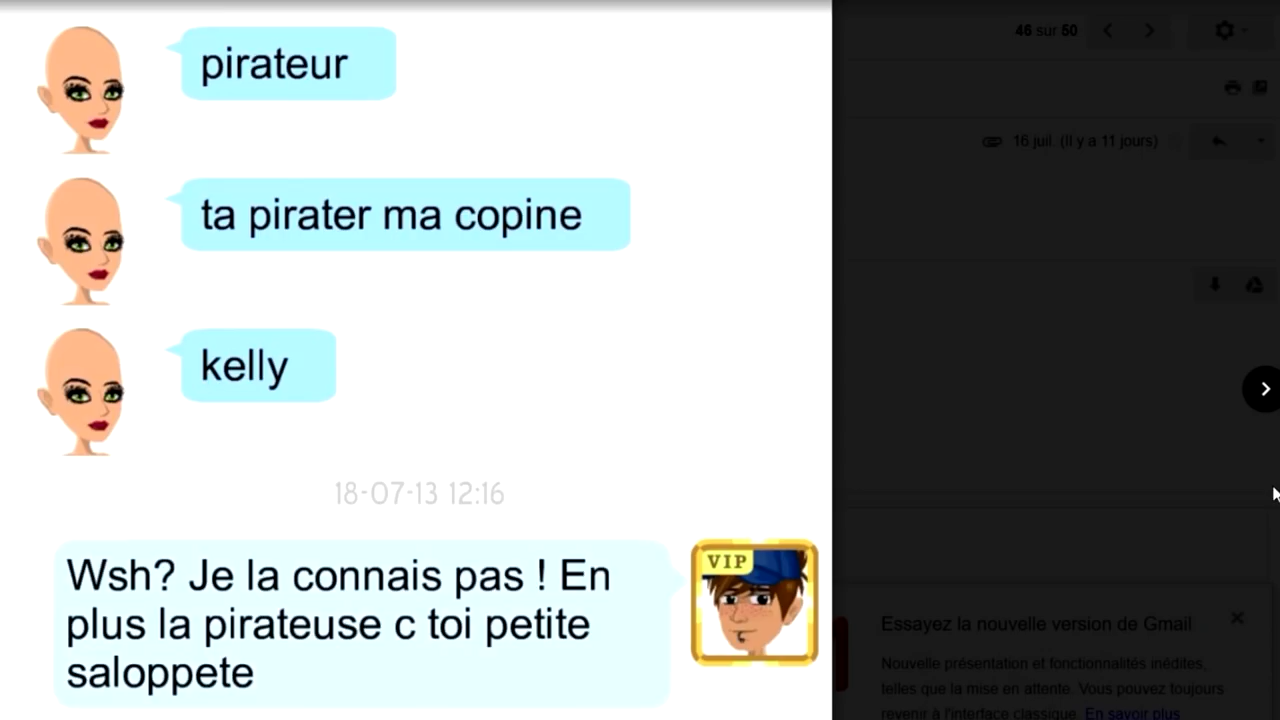 pirateur
46 sur 50
16 juil. (Il y a 11 jours)
ta pirater ma copine
kelly
18-07-13 12:16
VIP
Wsh? Je la connais pas ! En
plus la pirateuse c toi petite
saloppete
Essayez la nouvelle version de Gmail
Nouvelle présentation et fonctionnalités inédites,
telles que la mise en attente. Vous pouvez toujours
revenir à l'interface classique. En savoir plus